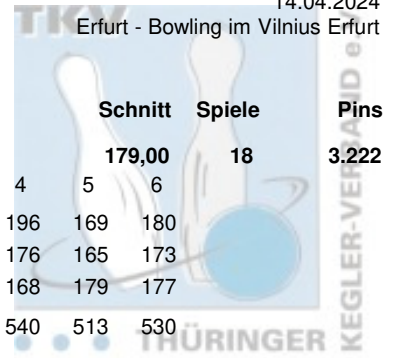 14.04.2024
TKV
Erfurt - Bowling im Vilnius Erfurt
Schnitt Spiele Pins
179,00 18 3.222
4 5 6
196 169 180
176 165 173
168 179 177
540 513 530
THÜRINGER
KEGLER-VERBAND e.V.